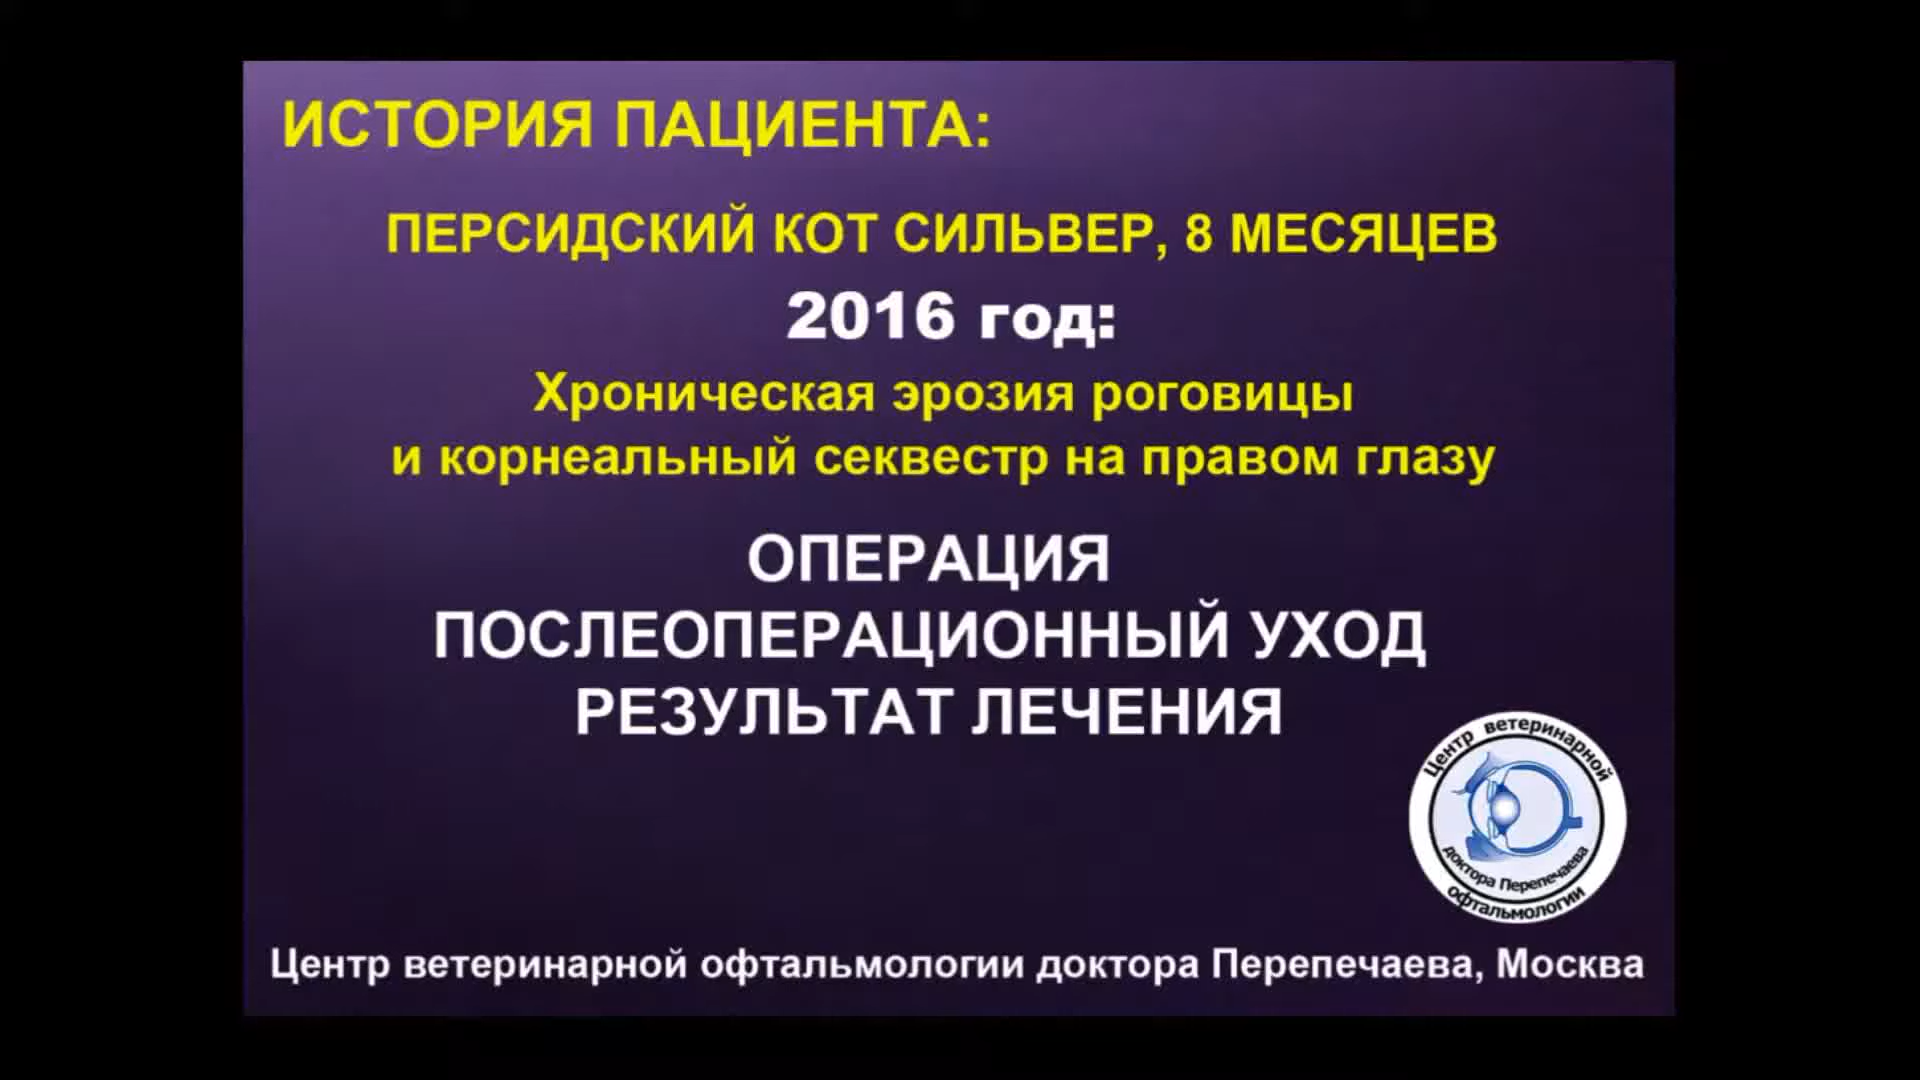 ИСТОРИЯ ПАЦИЕНТА:
ПЕРСИДСКИЙ КОТ СИЛЬВЕР, 8 МЕСЯЦЕВ
2016 год:
Хроническая эрозия роговицы
и корнеальный секвестр на правом глазу
ОПЕРАЦИЯ
ПОСЛЕОПЕРАЦИОННЫЙ УХОД
РЕЗУЛЬТАТ ЛЕЧЕНИЯ
Центр ветеринарной
доктора Перепечаева
офтальмологии
Центр ветеринарной офтальмологии доктора Перепечаева, Москва